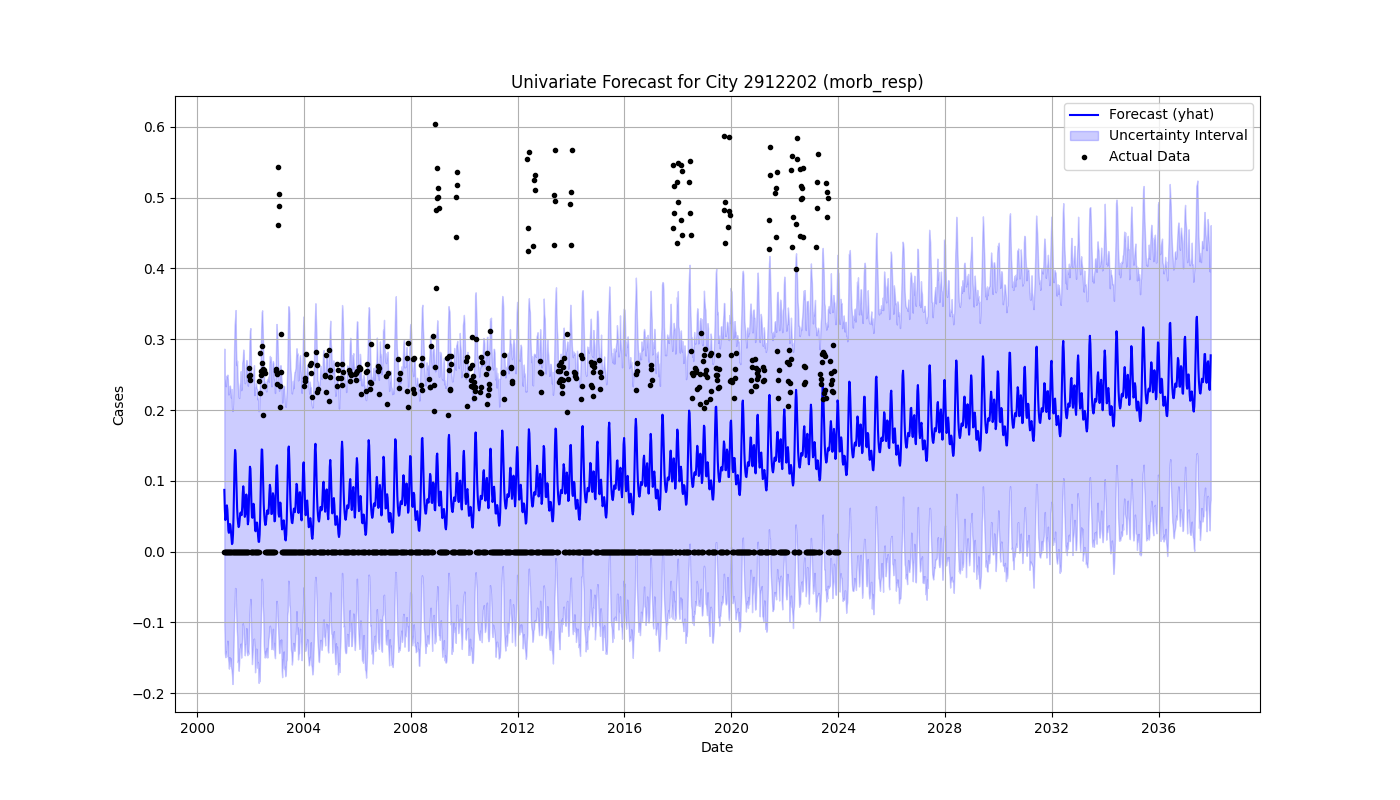 Univariate Forecast for City 2912202 (morb_resp)
Forecast (yhat)
Uncertainty Interval
Actual Data
Cases
0.6
0.5
0.4
0.3
0.2
0.1
0.0
−0.1
−0.2
2000 2004 2008 2012 2016 2020 2024 2028 2032 2036
Date